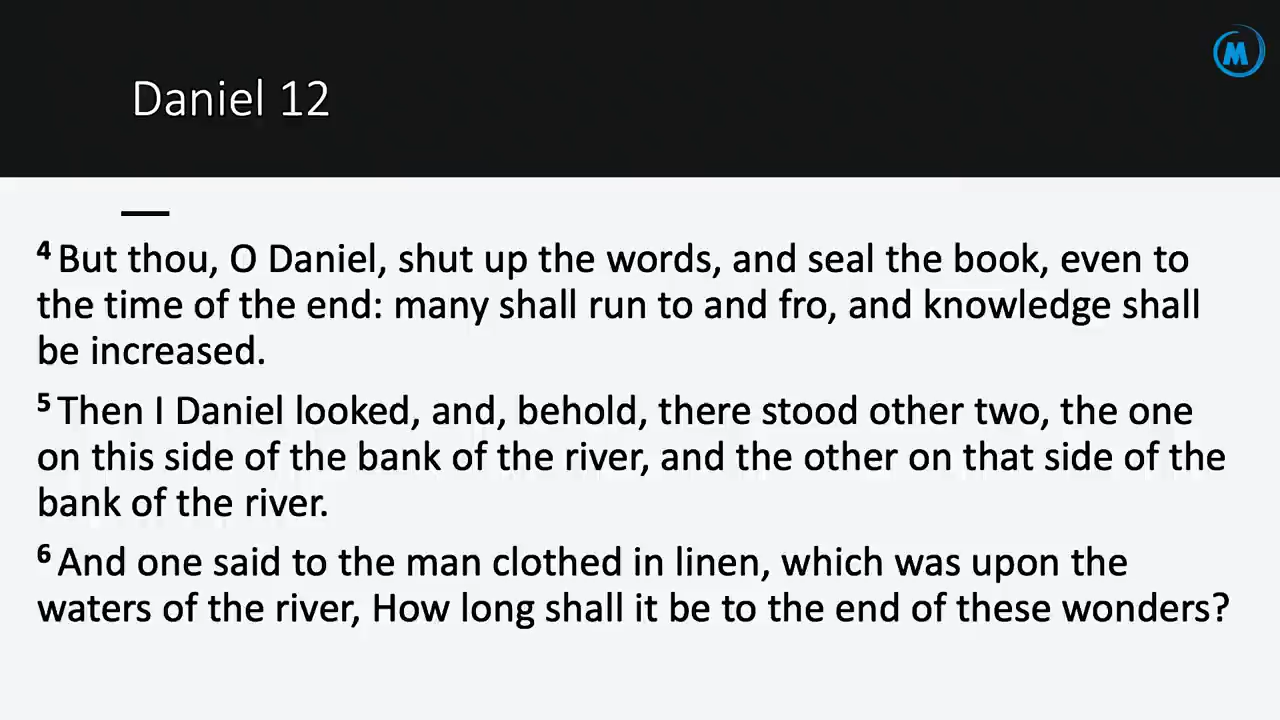 M
Daniel 12
4 But thou, O Daniel, shut up the words, and seal the book, even to
the time of the end: many shall run to and fro, and knowledge shall
be increased.
5 Then I Daniel looked, and, behold, there stood other two, the one
on this side of the bank of the river, and the other on that side of the
bank of the river.
6 And one said to the man clothed in linen, which was upon the
waters of the river, How long shall it be to the end of these wonders?